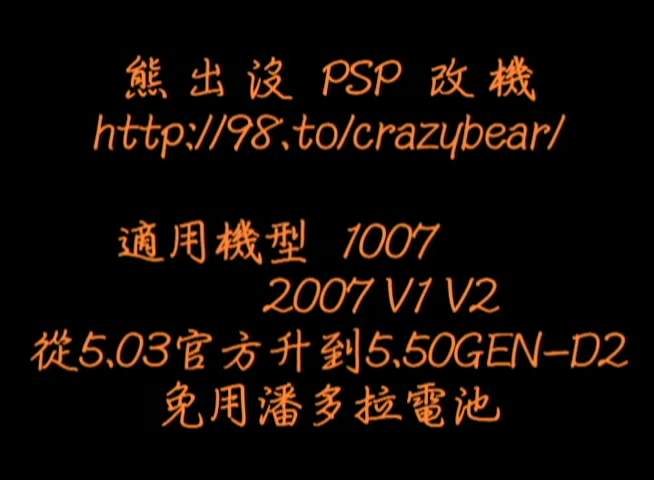 熊出沒 PSP 改機
http://98.to/crazybear/
適用機型 1007
2007 V1 V2
從5.03官方升到5.50GEN-D2
免用潘多拉電池